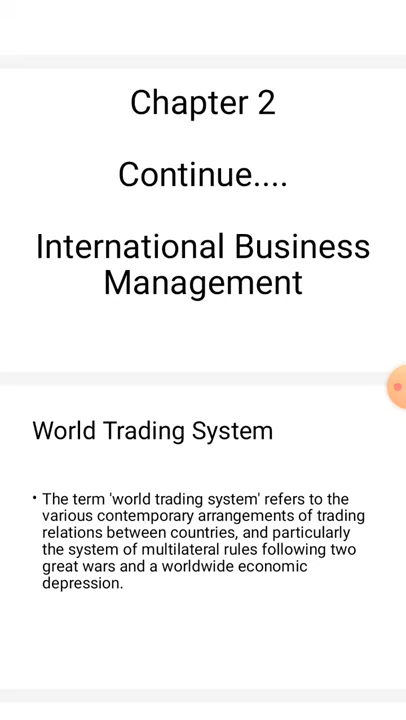 Chapter 2
Continue....
International Business
Management
World Trading System
• The term 'world trading system' refers to the
various contemporary arrangements of trading
relations between countries, and particularly
the system of multilateral rules following two
great wars and a worldwide economic
depression.